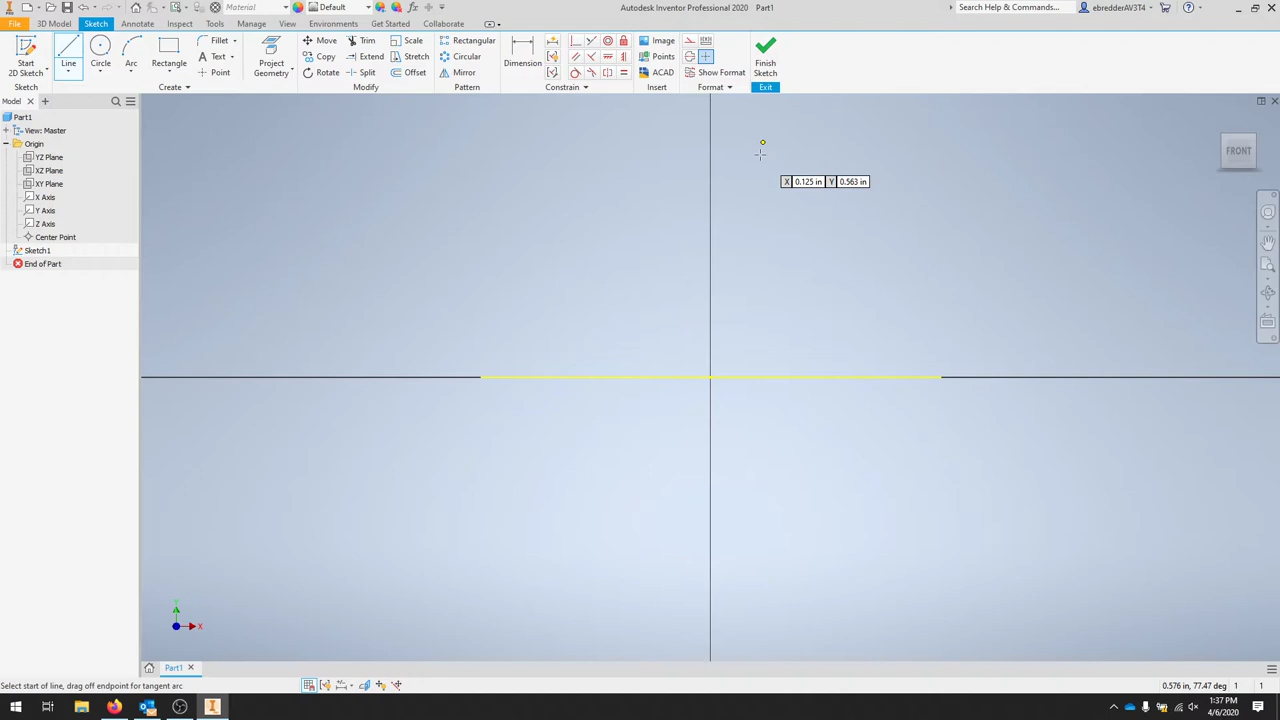 Material Default Autodesk Inventor Professional 2020 Part1 Search Help & Commands... ebredderAV3T4
File 3D Model Sketch Annotate Inspect Tools Manage View Environments Get Started Collaborate
Start
2D Sketch
Line
Circle
Arc
Rectangle
Fillet
Text
Point
Project
Geometry
Move
Copy
Rotate
Trim
Extend
Split
Scale
Stretch
Offset
Rectangular
Circular
Mirror
Dimension
Image
Points
ACAD
Show Format
Finish
Sketch
Sketch Create Modify Pattern Constrain Insert Format Exit
Model
Part1
View: Master
Origin
YZ Plane
XZ Plane
XY Plane
X Axis
Y Axis
Z Axis
Center Point
Sketch1
End of Part
FRONT
X 0.125 in Y 0.563 in
Y
X
Part1
Select start of line, drag off endpoint for tangent arc 0.576 in, 77.47 deg 1 1
1:37 PM
4/6/2020